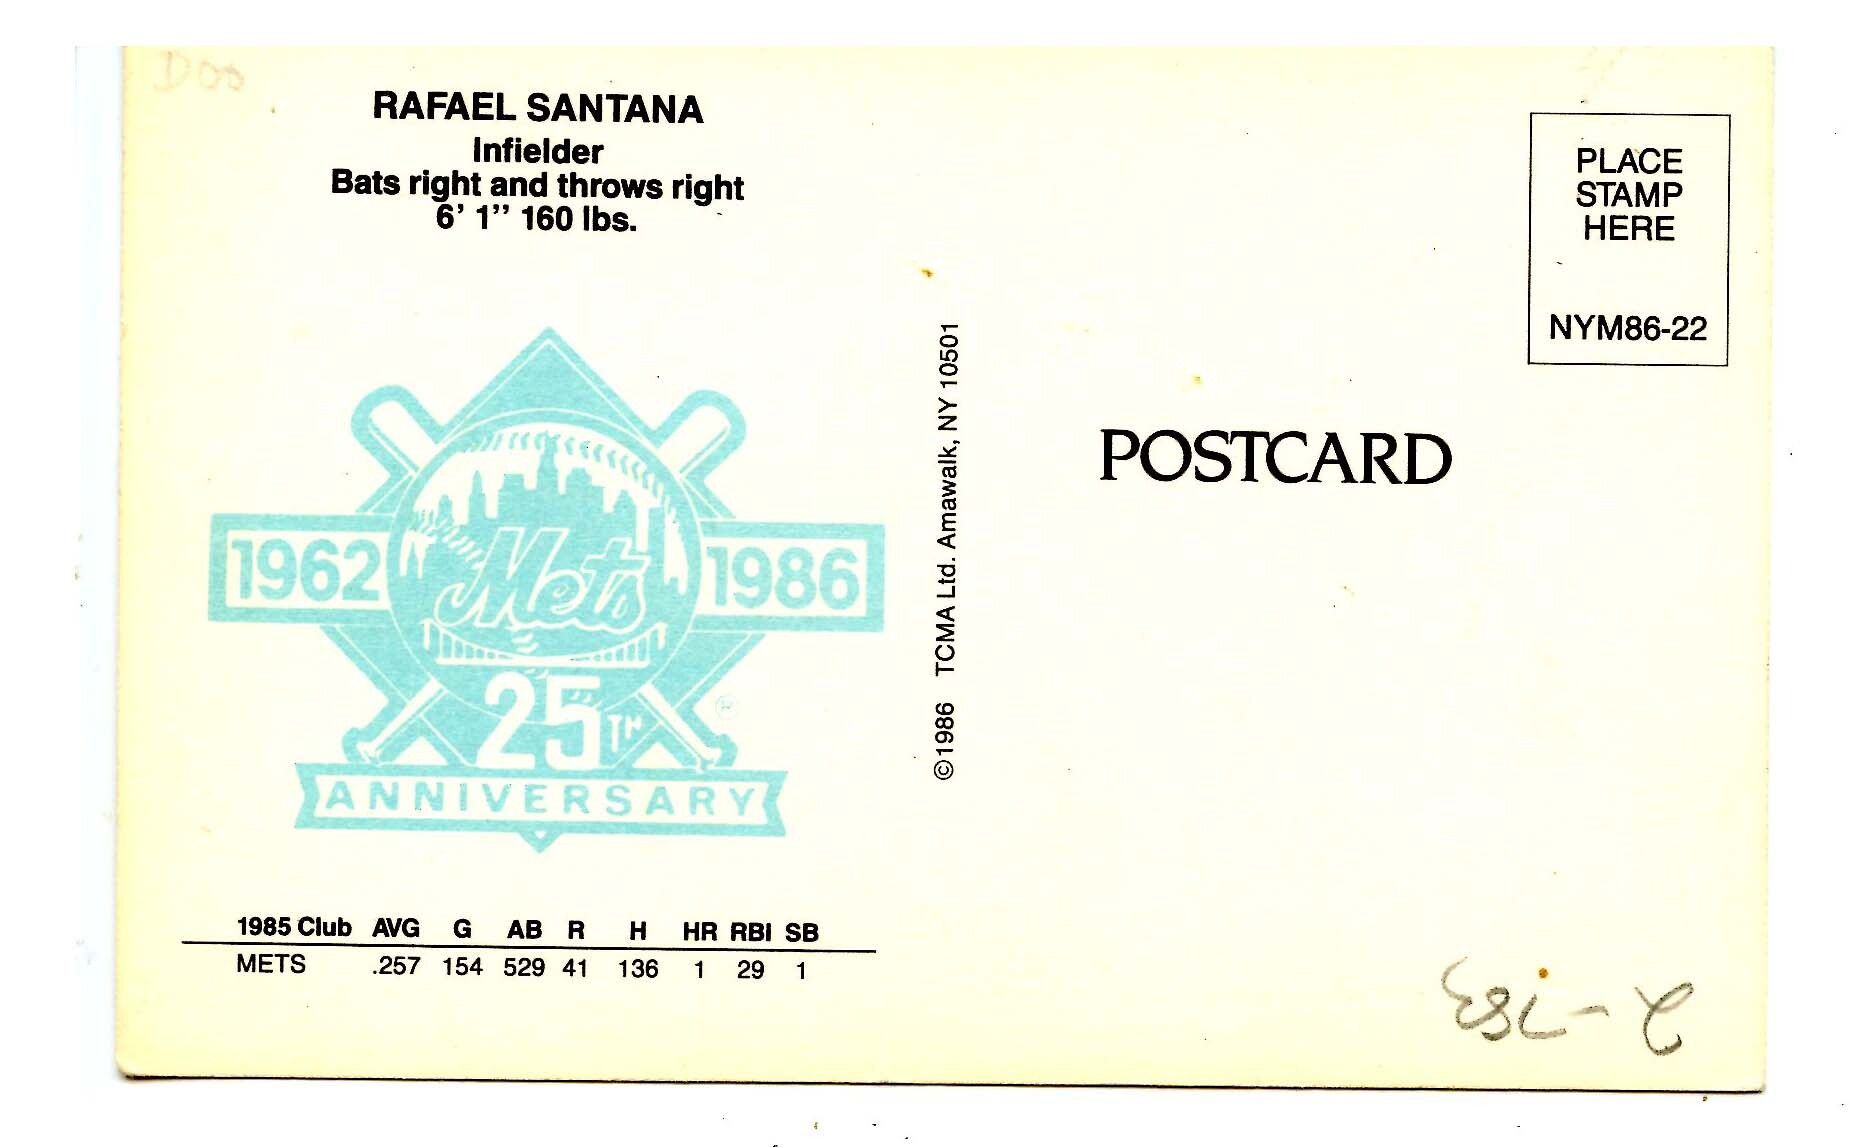 RAFAEL SANTANA
Infielder
Bats right and throws right
6’ 1” 160 lbs.
1962 Mets 1986
25TH
ANNIVERSARY
1985 Club AVG G AB R H HR RBI SB
METS .257 154 529 41 136 1 29 1
©1986 TCMA Ltd. Amawalk, NY 10501
PLACE
STAMP
HERE
NYM86-22
POSTCARD